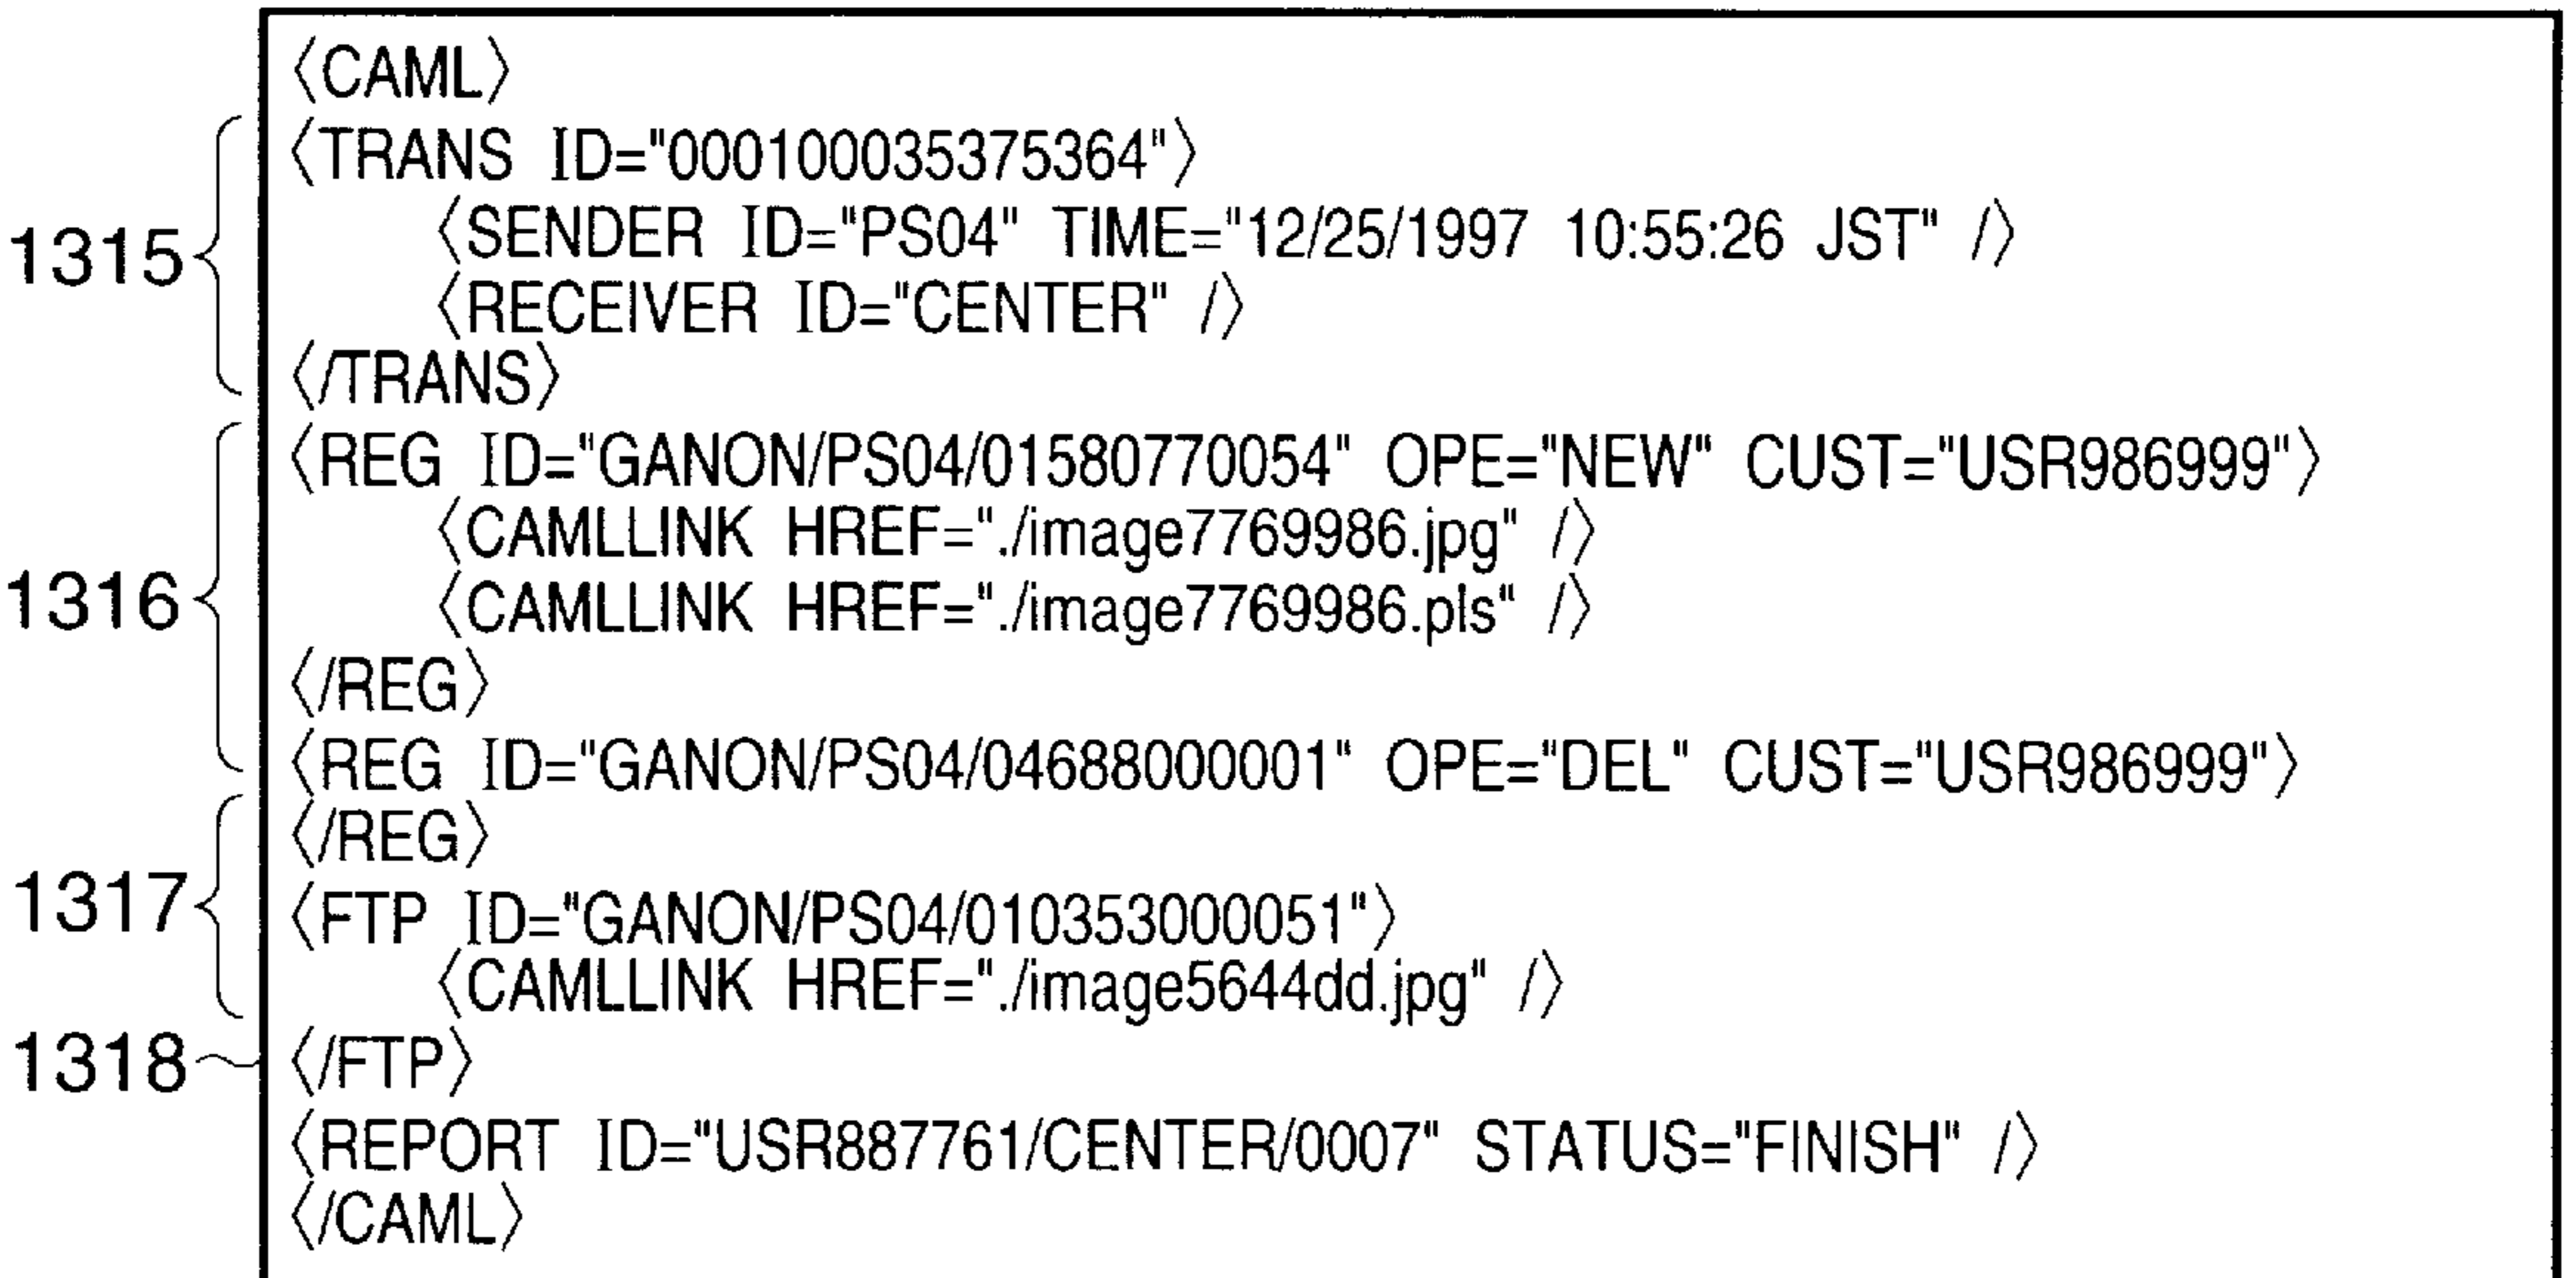 〈CAML〉
〈TRANS ID="000100035375364"〉
1315 〈SENDER ID="PS04" TIME="12/25/1997 10:55:26 JST" /〉
〈RECEIVER ID="CENTER" /〉
〈/TRANS〉
〈REG ID="GANON/PS04/01580770054" OPE="NEW" CUST="USR986999"〉
〈CAMLLINK HREF="./image7769986.jpg" /〉
1316 〈CAMLLINK HREF="./image7769986.pls" /〉
〈/REG〉
〈REG ID="GANON/PS04/04688000001" OPE="DEL" CUST="USR986999"〉
〈/REG〉
1317 〈FTP ID="GANON/PS04/010353000051"〉
〈CAMLLINK HREF="./image5644dd.jpg" /〉
1318 〈/FTP〉
〈REPORT ID="USR887761/CENTER/0007" STATUS="FINISH" /〉
〈/CAML〉